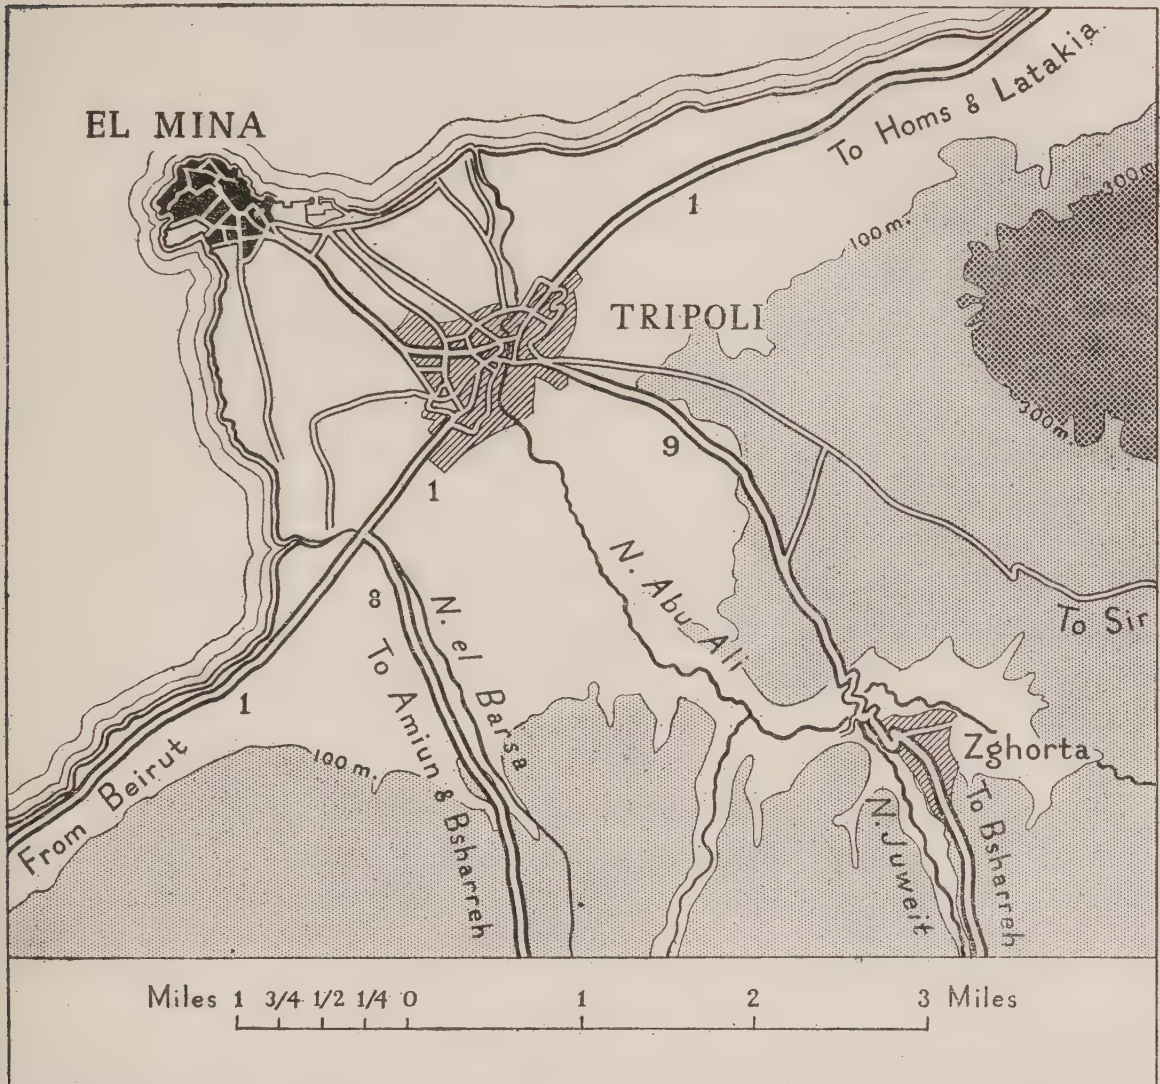 To Homs & Latakia
EL MINA
300 m.
1
100 m.
TRIPOLI
300 m.
9
1
N. Abu Ali
8
N. el Barsa
To Sir
To Amiun & Bsharreh
1
From Beirut
100 m.
Zghorta
To Bsharreh
N. Juweit
Miles 1 3/4 1/2 1/4 0 1 2 3 Miles